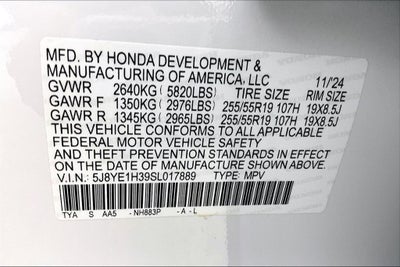 MFD. BY HONDA DEVELOPMENT &
MANUFACTURING OF AMERICA, LLC 11/24
GVWR 2640KG ( 5820LBS) TIRE SIZE RIM SIZE
GAWR F 1350KG ( 2976LBS) 255/55R19 107H 19X8.5J
GAWR R 1345KG ( 2965LBS) 255/55R19 107H 19X8.5J
THIS VEHICLE CONFORMS TO ALL APPLICABLE
FEDERAL MOTOR VEHICLE SAFETY
AND THEFT PREVENTION STANDARDS IN EFFECT ON
THE DATE OF MANUFACTURE SHOWN ABOVE.
V.I.N.: 5J8YE1H39SL017889 TYPE: MPV
TYA S AA5 NH883P - A - L